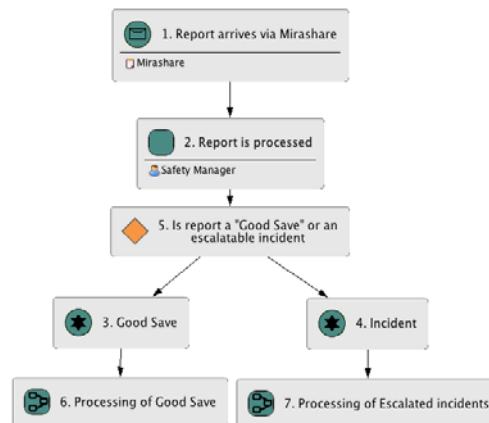 1. Report arrives via Mirashare
Mirashare
2. Report is processed
Safety Manager
5. Is report a "Good Save" or an
escalatable incident
3. Good Save
4. Incident
6. Processing of Good Save
7. Processing of Escalated incidents